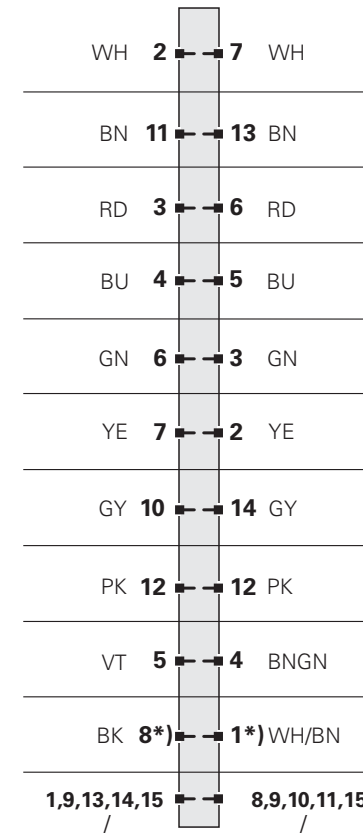 WH 2 7 WH
BN 11 13 BN
RD 3 6 RD
BU 4 5 BU
GN 6 3 GN
YE 7 2 YE
GY 10 14 GY
PK 12 12 PK
VT 5 4 BNGN
BK 8*) 1*) WH/BN
1,9,13,14,15 8,9,10,11,15
/ /